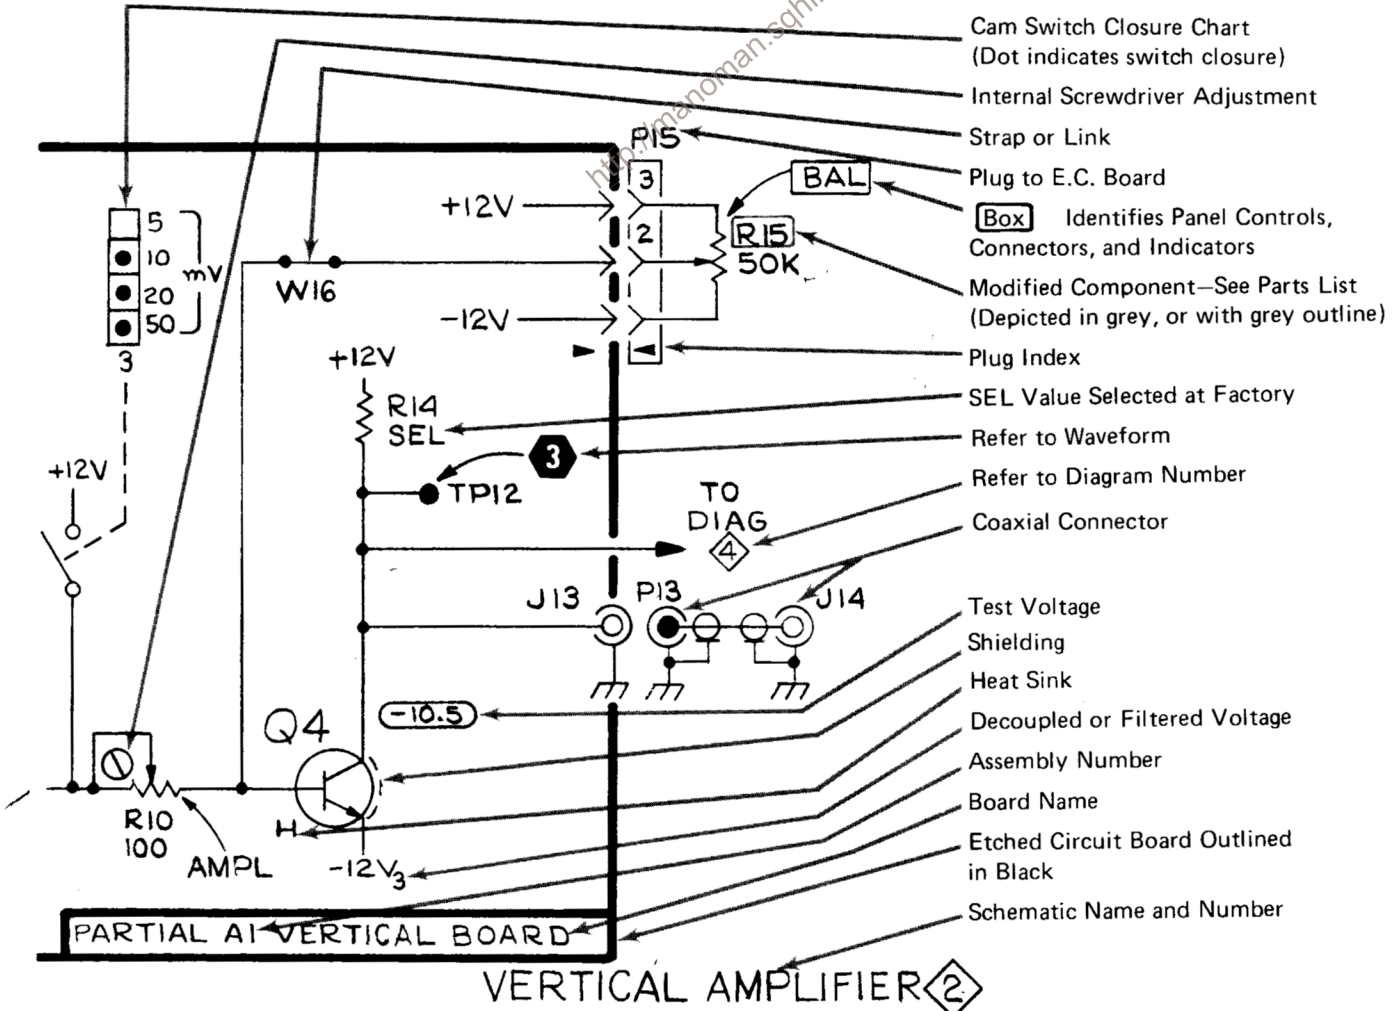 Cam Switch Closure Chart
(Dot indicates switch closure)
Internal Screwdriver Adjustment
Strap or Link
Plug to E.C. Board
Box Identifies Panel Controls,
Connectors, and Indicators
Modified Component—See Parts List
(Depicted in grey, or with grey outline)
Plug Index
SEL Value Selected at Factory
Refer to Waveform
Refer to Diagram Number
Coaxial Connector
Test Voltage
Shielding
Heat Sink
Decoupled or Filtered Voltage
Assembly Number
Board Name
Etched Circuit Board Outlined
in Black
Schematic Name and Number
P15
3
BAL
+12V
5
10
20
50
mV
3
2
R15
50K
W16
-12V
+12V
R14
SEL
3
TP12
+12V
TO
DIAG
4
J13
P13
J14
-10.5
Q4
R10
100
AMPL
H
-12V3
PARTIAL A1 VERTICAL BOARD
VERTICAL AMPLIFIER 2